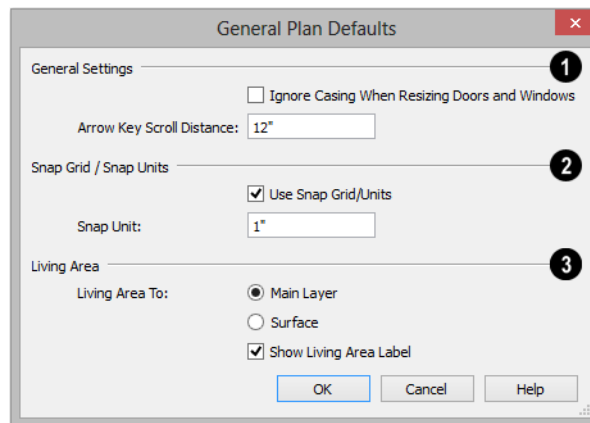 General Plan Defaults
x
General Settings 1
Ignore Casing When Resizing Doors and Windows
Arrow Key Scroll Distance: 12"
Snap Grid / Snap Units 2
Use Snap Grid/Units
Snap Unit: 1"
Living Area 3
Living Area To: Main Layer
Surface
Show Living Area Label
OK Cancel Help